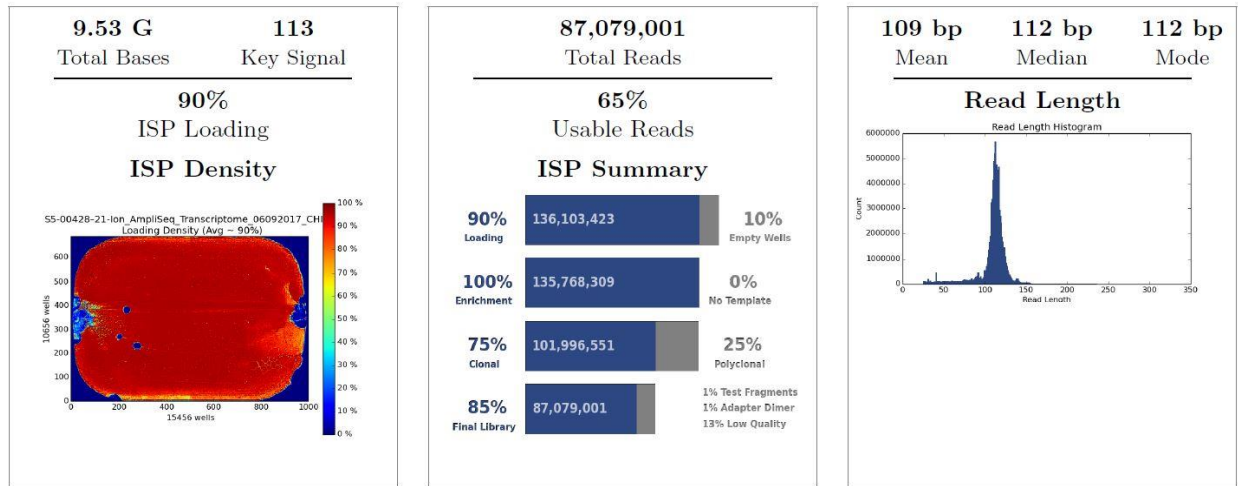 9.53 G
Total Bases
113
Key Signal
90%
ISP Loading
ISP Density
S5-00428-21-Ion_AmpliSeq_Transcriptome_06092017_CHI
Loading Density (Avg ~ 90%)
600
500
400
300
200
100
0
10656 wells
0 200 400 600 800 1000
15456 wells
100 %
90 %
80 %
70 %
60 %
50 %
40 %
30 %
20 %
10 %
0 %
87,079,001
Total Reads
65%
Usable Reads
ISP Summary
90%
Loading
136,103,423
10%
Empty Wells
100%
Enrichment
135,768,309
0%
No Template
75%
Clonal
101,996,551
25%
Polyclonal
85%
Final Library
87,079,001
1% Test Fragments
1% Adapter Dimer
13% Low Quality
109 bp
Mean
112 bp
Median
112 bp
Mode
Read Length
Read Length Histogram
6000000
5000000
4000000
3000000
2000000
1000000
0
Count
0 50 100 150 200 250 300 350
Read Length